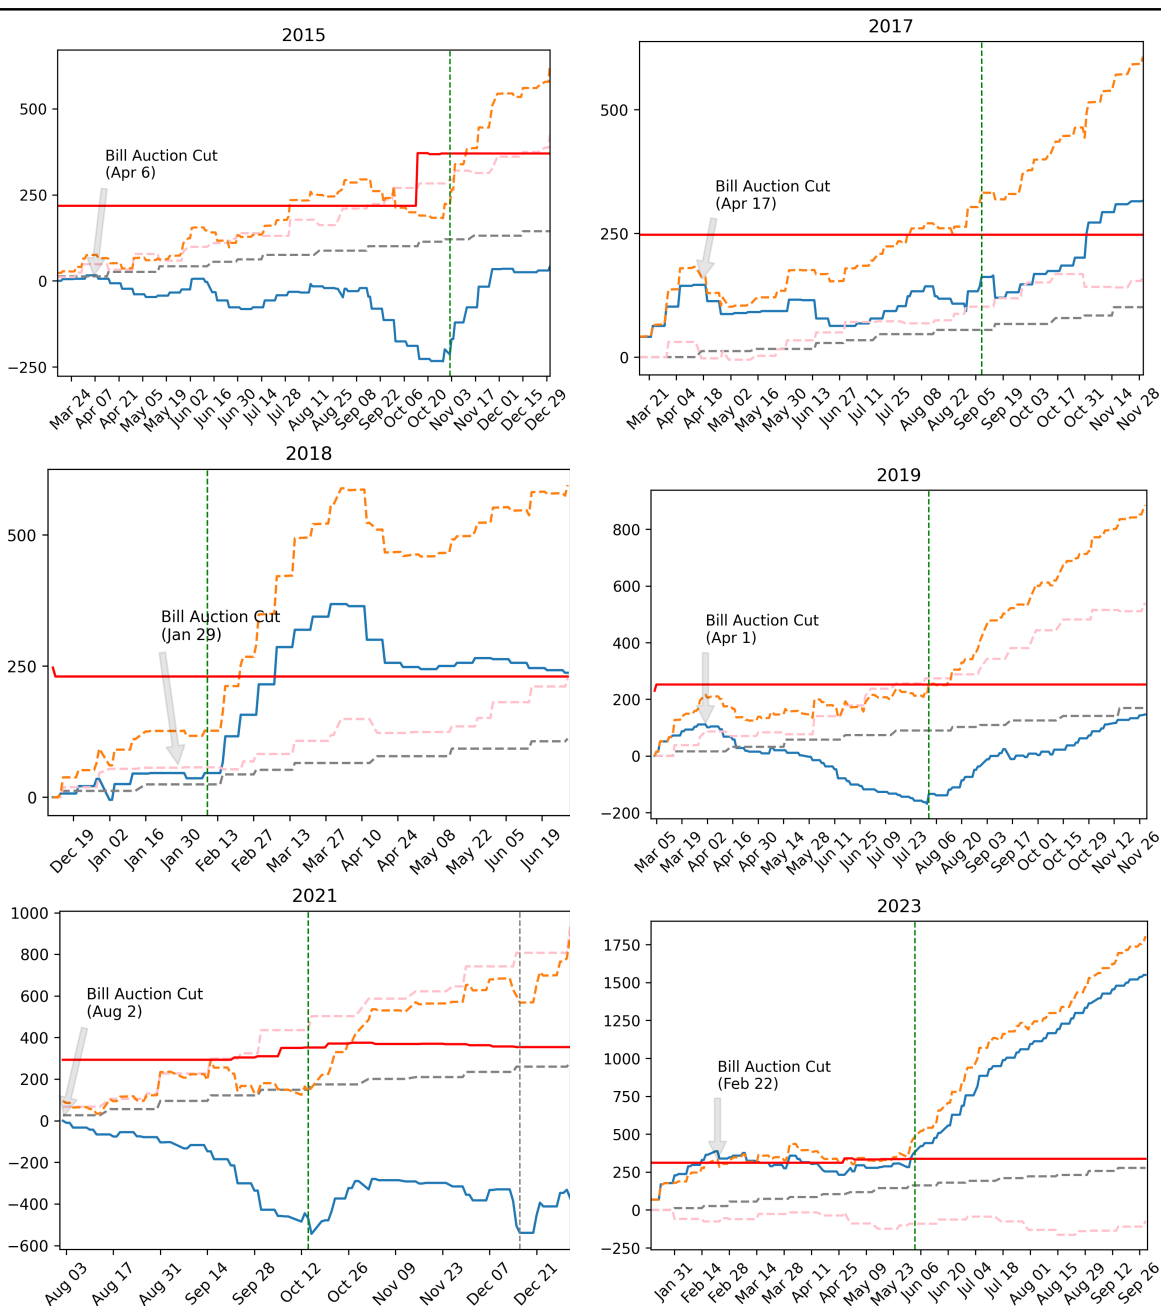 2015
500
250
0
−250
Bill Auction Cut
(Apr 6)
Mar 24
Apr 07
Apr 21
May 05
May 19
Jun 02
Jun 16
Jun 30
Jul 14
Jul 28
Aug 11
Aug 25
Sep 08
Sep 22
Oct 06
Oct 20
Nov 03
Nov 17
Dec 01
Dec 15
Dec 29
2017
500
250
0
Bill Auction Cut
(Apr 17)
Mar 21
Apr 04
Apr 18
May 02
May 16
May 30
Jun 13
Jun 27
Jul 11
Jul 25
Aug 08
Aug 22
Sep 05
Sep 19
Oct 03
Oct 17
Oct 31
Nov 14
Nov 28
2018
500
250
0
Bill Auction Cut
(Jan 29)
Dec 19
Jan 02
Jan 16
Jan 30
Feb 13
Feb 27
Mar 13
Mar 27
Apr 10
Apr 24
May 08
May 22
Jun 05
Jun 19
2019
800
600
400
200
0
−200
Bill Auction Cut
(Apr 1)
Mar 05
Mar 19
Apr 02
Apr 16
Apr 30
May 14
May 28
Jun 11
Jun 25
Jul 09
Jul 23
Aug 06
Aug 20
Sep 03
Sep 17
Oct 01
Oct 15
Oct 29
Nov 12
Nov 26
2021
1000
800
600
400
200
0
−200
−400
−600
Bill Auction Cut
(Aug 2)
Aug 03
Aug 17
Aug 31
Sep 14
Sep 28
Oct 12
Oct 26
Nov 09
Nov 23
Dec 07
Dec 21
2023
1750
1500
1250
1000
750
500
250
0
−250
Bill Auction Cut
(Feb 22)
Jan 31
Feb 14
Feb 28
Mar 14
Mar 28
Apr 11
Apr 25
May 09
May 23
Jun 06
Jun 20
Jul 04
Jul 18
Aug 01
Aug 15
Aug 29
Sep 12
Sep 26